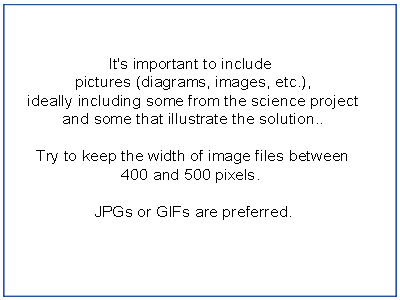 It's important to include
pictures (diagrams, images, etc.),
ideally including some from the science project
and some that illustrate the solution..
Try to keep the width of image files between
400 and 500 pixels.
JPGs or GIFs are preferred.